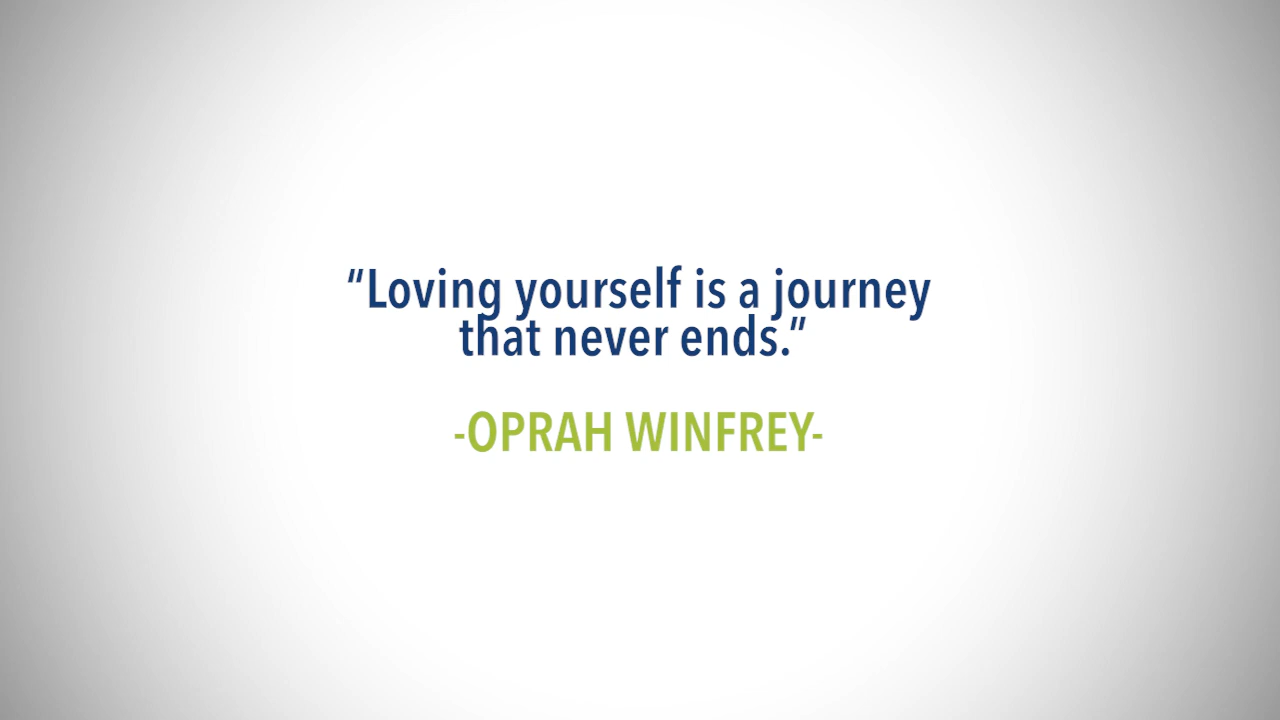 “Loving yourself is a journey
that never ends.”
-OPRAH WINFREY-